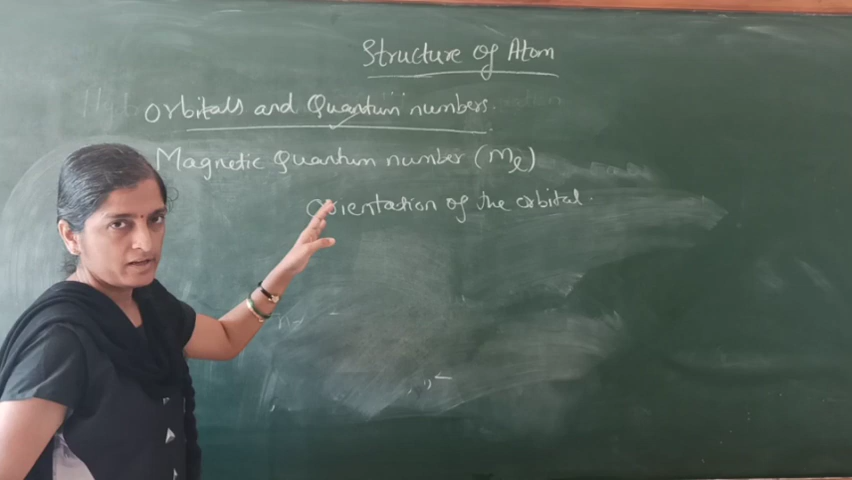 Structure of Atom
Orbitals and Quantum numbers.
Magnetic Quantum number (ml)
Orientation of the orbital.